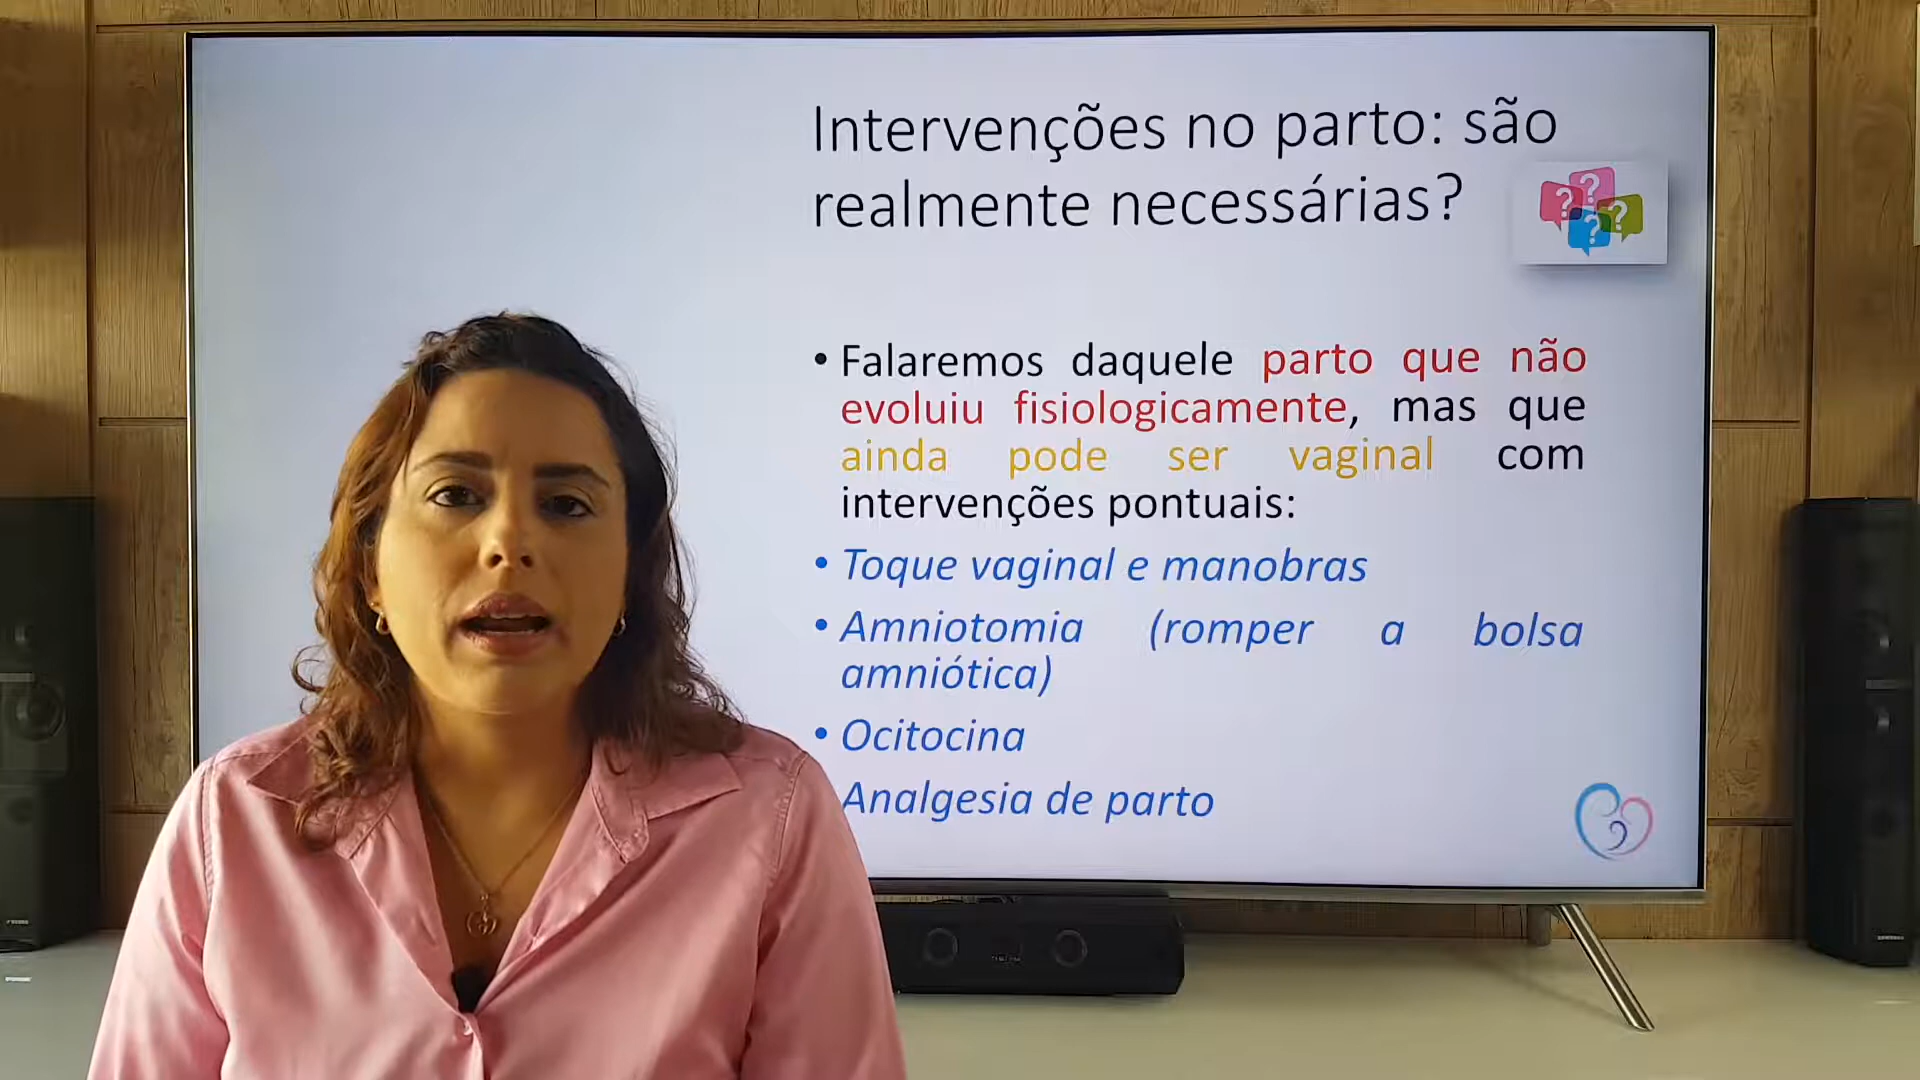 Intervenções no parto: são
realmente necessárias?
• Falaremos daquele parto que não
evoluiu fisiologicamente, mas que
ainda pode ser vaginal com
intervenções pontuais:
• Toque vaginal e manobras
• Amniotomia (romper a bolsa
amniótica)
• Ocitocina
Analgesia de parto